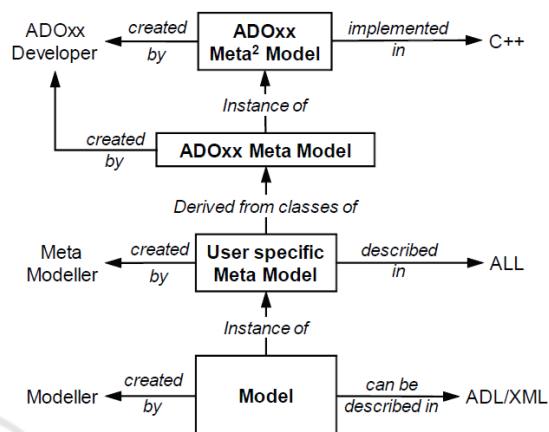 ADOxx
Developer
created
by
ADOxx
Meta² Model
implemented
in
C++
Instance of
created
by
ADOxx Meta Model
Derived from classes of
Meta
Modeller
created
by
User specific
Meta Model
described
in
ALL
Instance of
Modeller
created
by
Model
can be
described in
ADL/XML